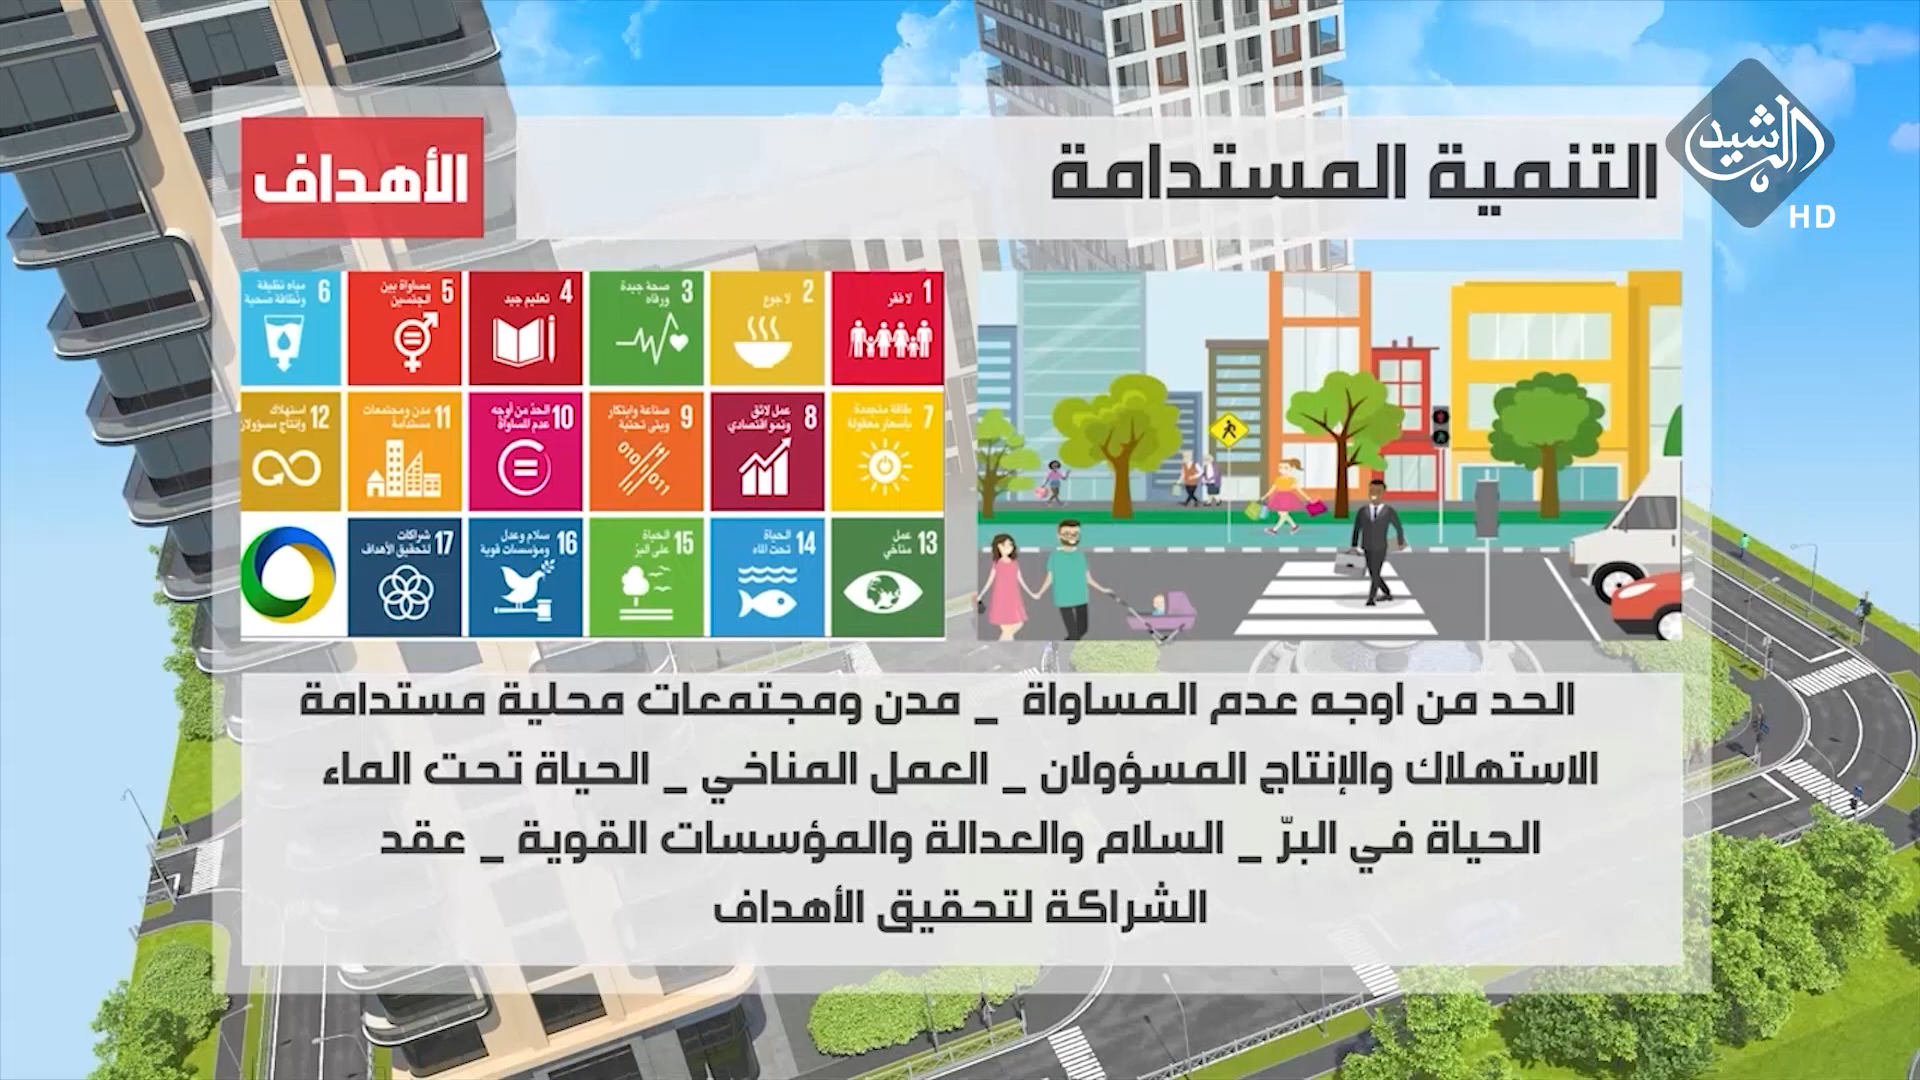 الرشيد
HD
التنمية المستدامة
الأهداف
1 لا فقر
2 لا جوع
3 صحة جيدة
ورفاه
4 تعليم جيد
5 مساواة بين
الجنسين
6 مياه نظيفة
ونظافة صحية
7 طاقة متجددة
بأسعار معقولة
8 عمل لائق
ونمو اقتصادي
9 صناعة وابتكار
وبنى تحتية
10 الحد من أوجه
عدم المساواة
11 مدن ومجتمعات
مستدامة
12 استهلاك
وإنتاج مسؤولان
13 عمل
مناخي
14 الحياة
تحت الماء
15 الحياة
على البر
16 سلام وعدل
ومؤسسات قوية
17 شراكات
لتحقيق الأهداف
الحد من اوجه عدم المساواة _ مدن ومجتمعات محلية مستدامة
الاستهلاك والإنتاج المسؤولان _ العمل المناخي _ الحياة تحت الماء
الحياة في البرّ _ السلام والعدالة والمؤسسات القوية _ عقد
الشراكة لتحقيق الأهداف